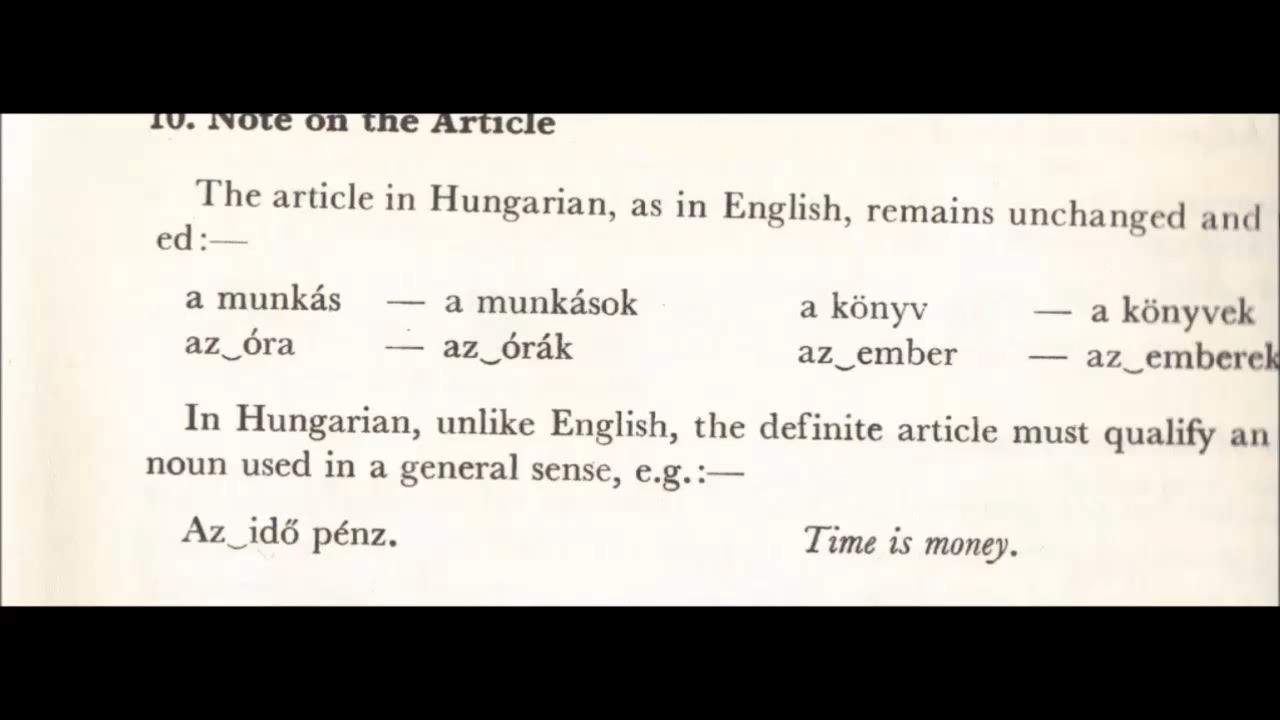 10. Note on the Article
The article in Hungarian, as in English, remains unchanged and
ed:—
a munkás — a munkások a könyv — a könyvek
az‿óra — az‿órák az‿ember — az‿emberek
In Hungarian, unlike English, the definite article must qualify an
noun used in a general sense, e.g.:—
Az‿idő pénz. Time is money.